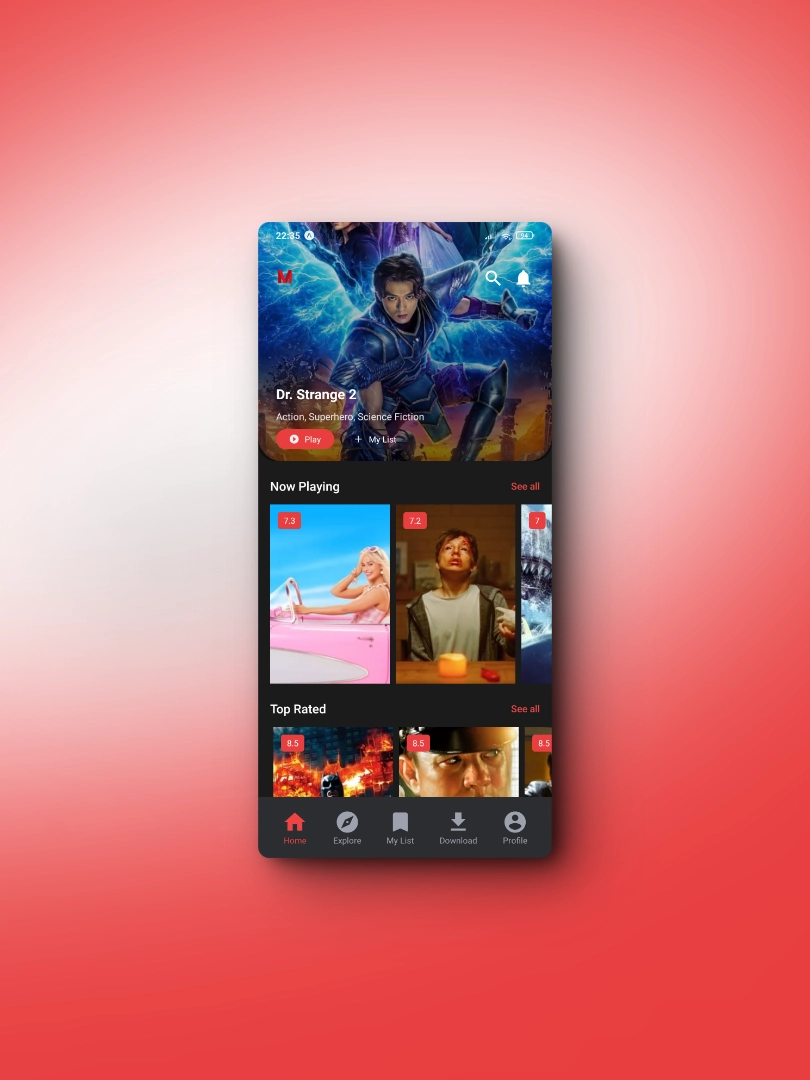 22:35
94
M
Dr. Strange 2
Action, Superhero, Science Fiction
Play
+ My List
Now Playing
See all
7.3
7.2
7
Top Rated
See all
8.5
8.5
8.5
Home
Explore
My List
Download
Profile